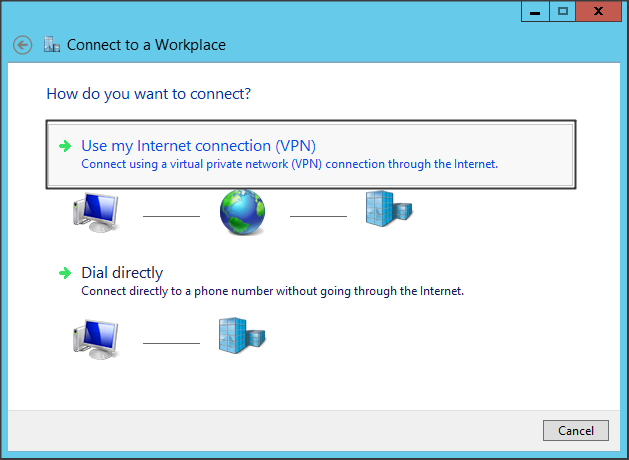 Connect to a Workplace
How do you want to connect?
Use my Internet connection (VPN)
Connect using a virtual private network (VPN) connection through the Internet.
Dial directly
Connect directly to a phone number without going through the Internet.
Cancel